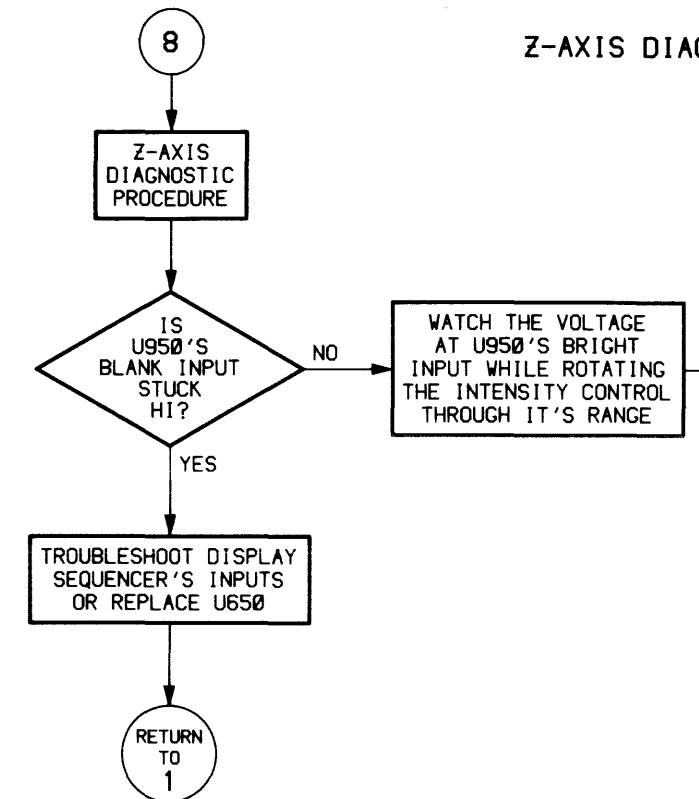 8
Z-AXIS
Z-AXIS
DIAGNOSTIC
PROCEDURE
IS
U950'S
BLANK INPUT
STUCK
HI?
NO
WATCH THE VOLTAGE
AT U950'S BRIGHT
INPUT WHILE ROTATING
THE INTENSITY CONTROL
THROUGH IT'S RANGE
YES
TROUBLESHOOT DISPLAY
SEQUENCER'S INPUTS
OR REPLACE U650
RETURN
TO
1